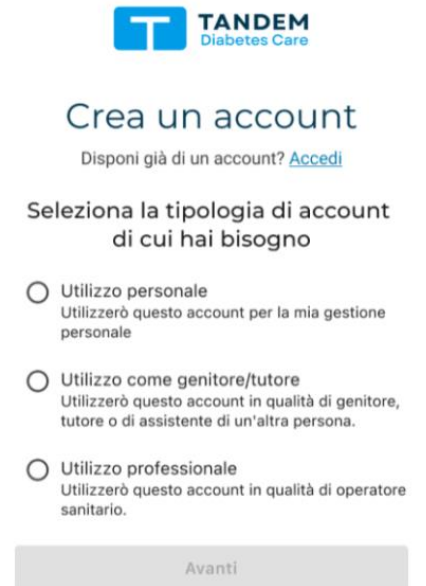 TANDEM
Diabetes Care
Crea un account
Disponi già di un account? Accedi
Seleziona la tipologia di account
di cui hai bisogno
Utilizzo personale
Utilizzerò questo account per la mia gestione
personale
Utilizzo come genitore/tutore
Utilizzerò questo account in qualità di genitore,
tutore o di assistente di un'altra persona.
Utilizzo professionale
Utilizzerò questo account in qualità di operatore
sanitario.
Avanti